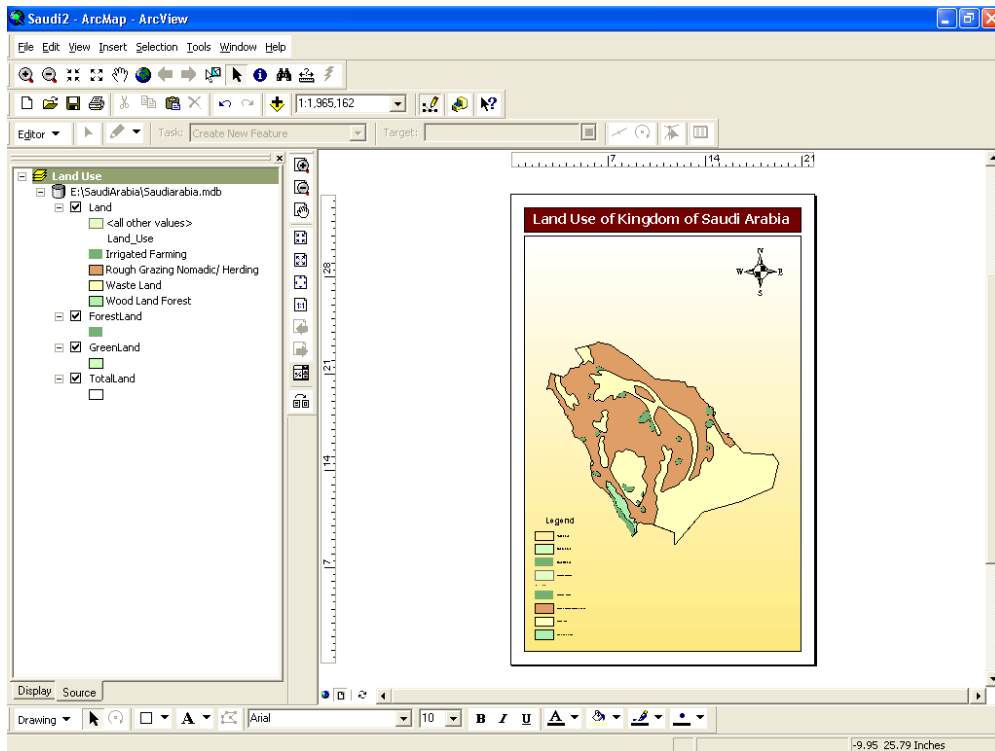 Saudi2 - ArcMap - ArcView
File Edit View Insert Selection Tools Window Help
1:1,965,162
Editor Task: Create New Feature Target:
Land Use
E:\SaudiArabia\Saudiarabia.mdb
Land
<all other values>
Land_Use
Irrigated Farming
Rough Grazing Nomadic/ Herding
Waste Land
Wood Land Forest
ForestLand
GreenLand
TotalLand
Display Source
1:1
7 14 21
28
21
14
7
Land Use of Kingdom of Saudi Arabia
N
W E
S
Legend
Drawing A Arial 10 B I U A
-9.95 25.79 Inches